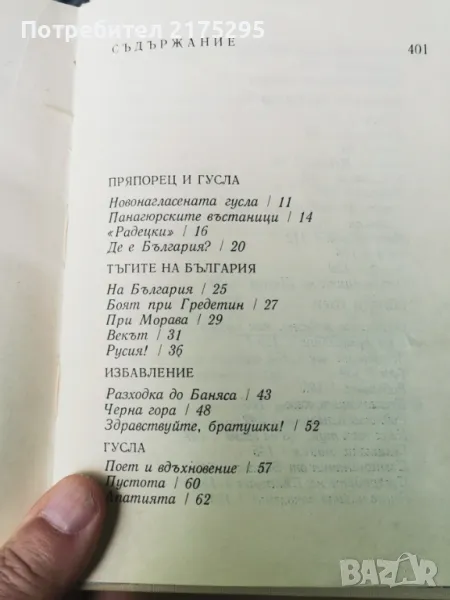 Потребител 2175295
СЪДЪРЖАНИЕ 401
ПРЯПОРЕЦ И ГУСЛА
Новонагласената гусла / 11
Панагюрските въстаници / 14
«Радецки» / 16
Де е България? / 20
ТЪГИТЕ НА БЪЛГАРИЯ
На България / 25
Боят при Гредетин / 27
При Морава / 29
Векът / 31
Русия! / 36
ИЗБАВЛЕНИЕ
Разходка до Баняса / 43
Черна гора / 48
Здравствуйте, братушки! / 52
ГУСЛА
Поет и вдъхновение / 57
Пустота / 60
Апатията / 62
BAZAR